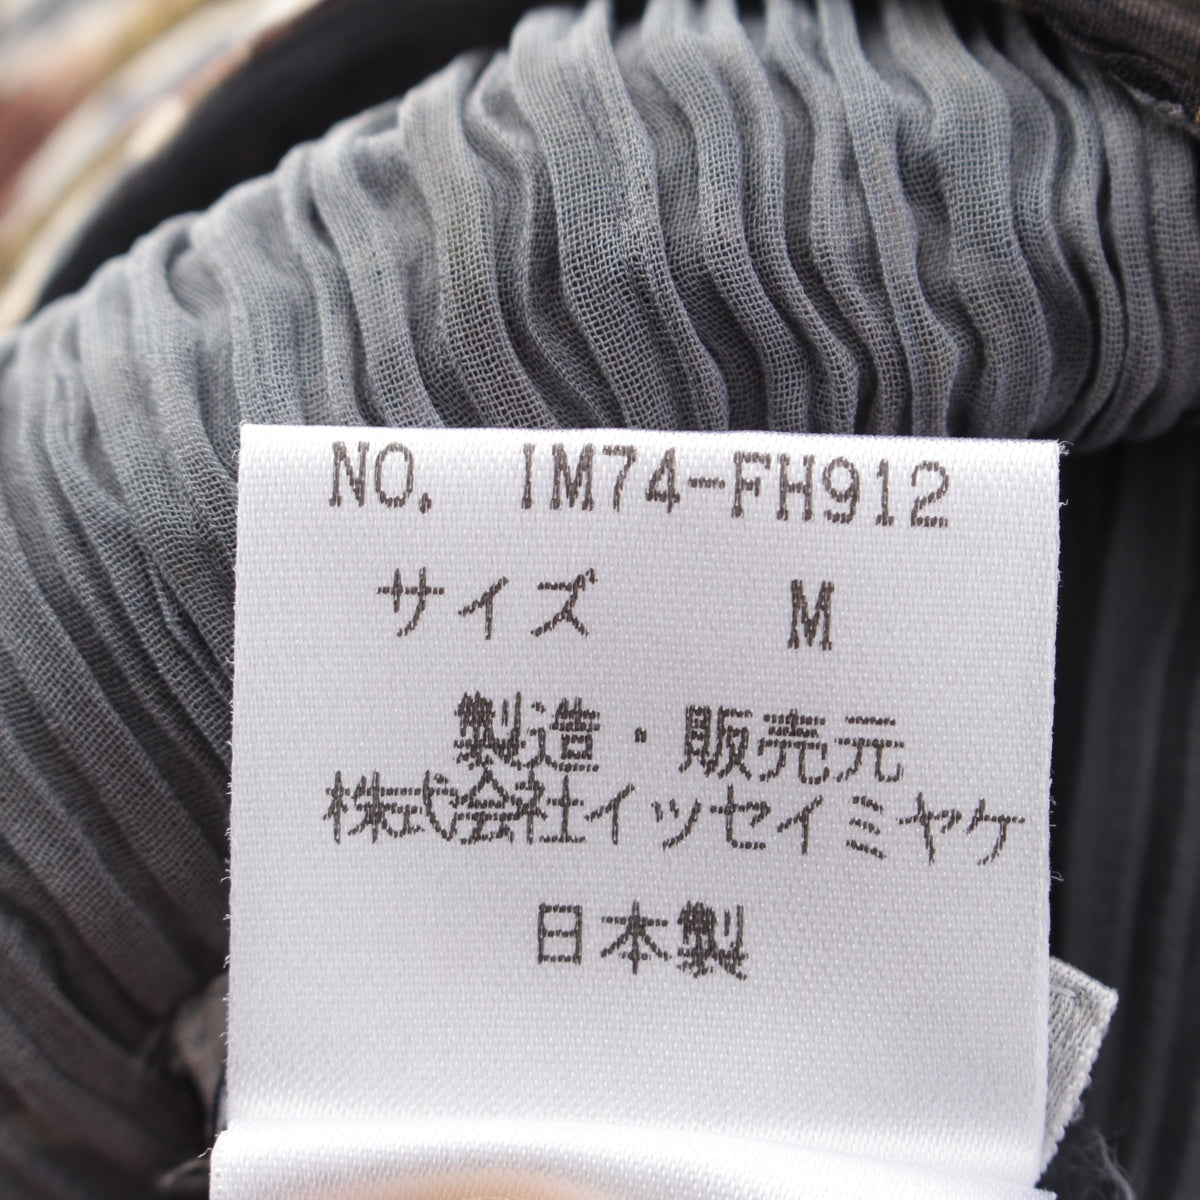 NO. IM74-FH912
サイズ M
製造・販売元
株式会社イッセイミヤケ
日本製